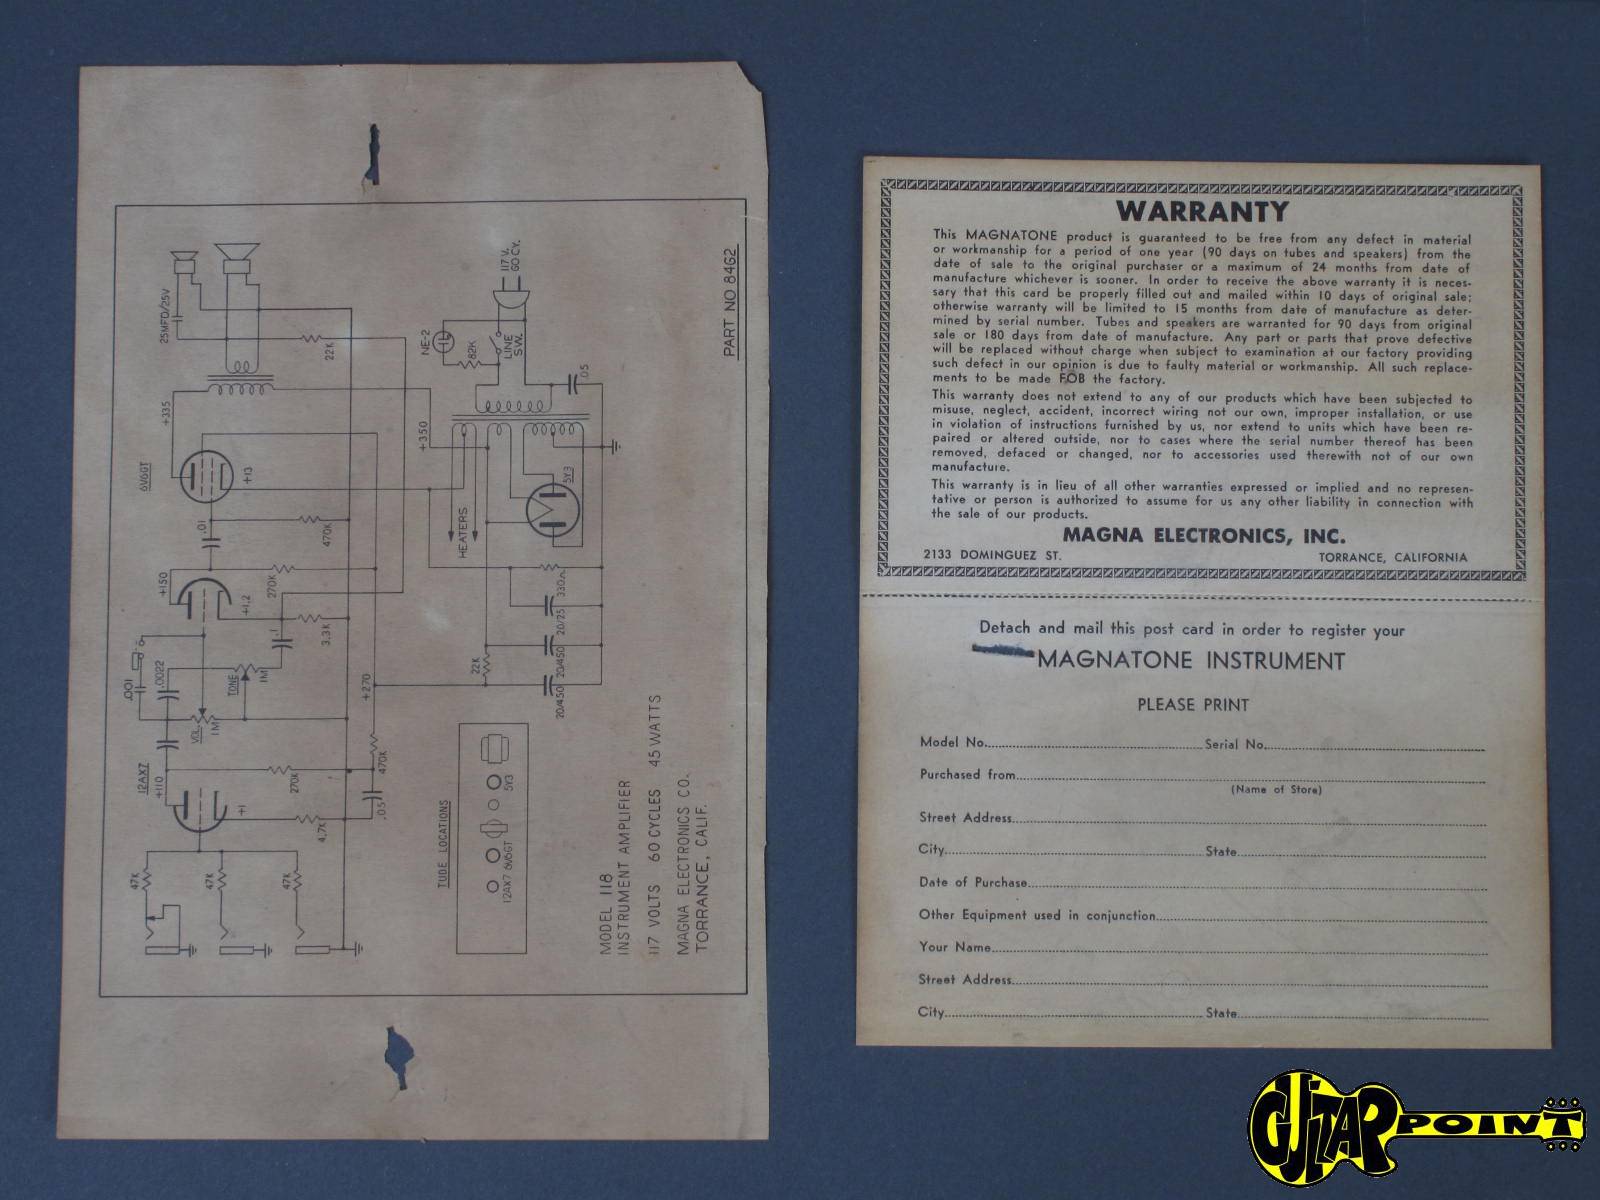 PART NO 84G2
25MFD/25V
22K
+335
6V6GT
+13
.01
470K
+150
+1.2
270K
3.3K
.1
.001
.0022
TONE
1M
VOL.
1M
+270
12AX7
+110
+1
270K
470K
4.7K
.05
47K
47K
47K
NE-2
82K
LINE
SW.
117 V.
60 CY.
.05
+350
HEATERS
5Y3
330Ω
20/25
20/450
20/450
22K
TUBE LOCATIONS
12AX7 6V6GT
5Y3
MODEL 118
INSTRUMENT AMPLIFIER
117 VOLTS 60 CYCLES 45 WATTS
MAGNA ELECTRONICS CO.
TORRANCE, CALIF.
WARRANTY
This MAGNATONE product is guaranteed to be free from any defect in material
or workmanship for a period of one year (90 days on tubes and speakers) from the
date of sale to the original purchaser or a maximum of 24 months from date of
manufacture whichever is sooner. In order to receive the above warranty it is neces-
sary that this card be properly filled out and mailed within 10 days of original sale;
otherwise warranty will be limited to 15 months from date of manufacture as deter-
mined by serial number. Tubes and speakers are warranted for 90 days from original
sale or 180 days from date of manufacture. Any part or parts that prove defective
will be replaced without charge when subject to examination at our factory providing
such defect in our opinion is due to faulty material or workmanship. All such replace-
ments to be made FOB the factory.
This warranty does not extend to any of our products which have been subjected to
misuse, neglect, accident, incorrect wiring not our own, improper installation, or use
in violation of instructions furnished by us, nor extend to units which have been re-
paired or altered outside, nor to cases where the serial number thereof has been
removed, defaced or changed, nor to accessories used therewith not of our own
manufacture.
This warranty is in lieu of all other warranties expressed or implied and no represen-
tative or person is authorized to assume for us any other liability in connection with
the sale of our products.
MAGNA ELECTRONICS, INC.
2133 DOMINGUEZ ST. TORRANCE, CALIFORNIA
Detach and mail this post card in order to register your
MAGNATONE INSTRUMENT
PLEASE PRINT
Model No. Serial No.
Purchased from
(Name of Store)
Street Address
City State
Date of Purchase
Other Equipment used in conjunction
Your Name
Street Address
City State
GUITAR POINT